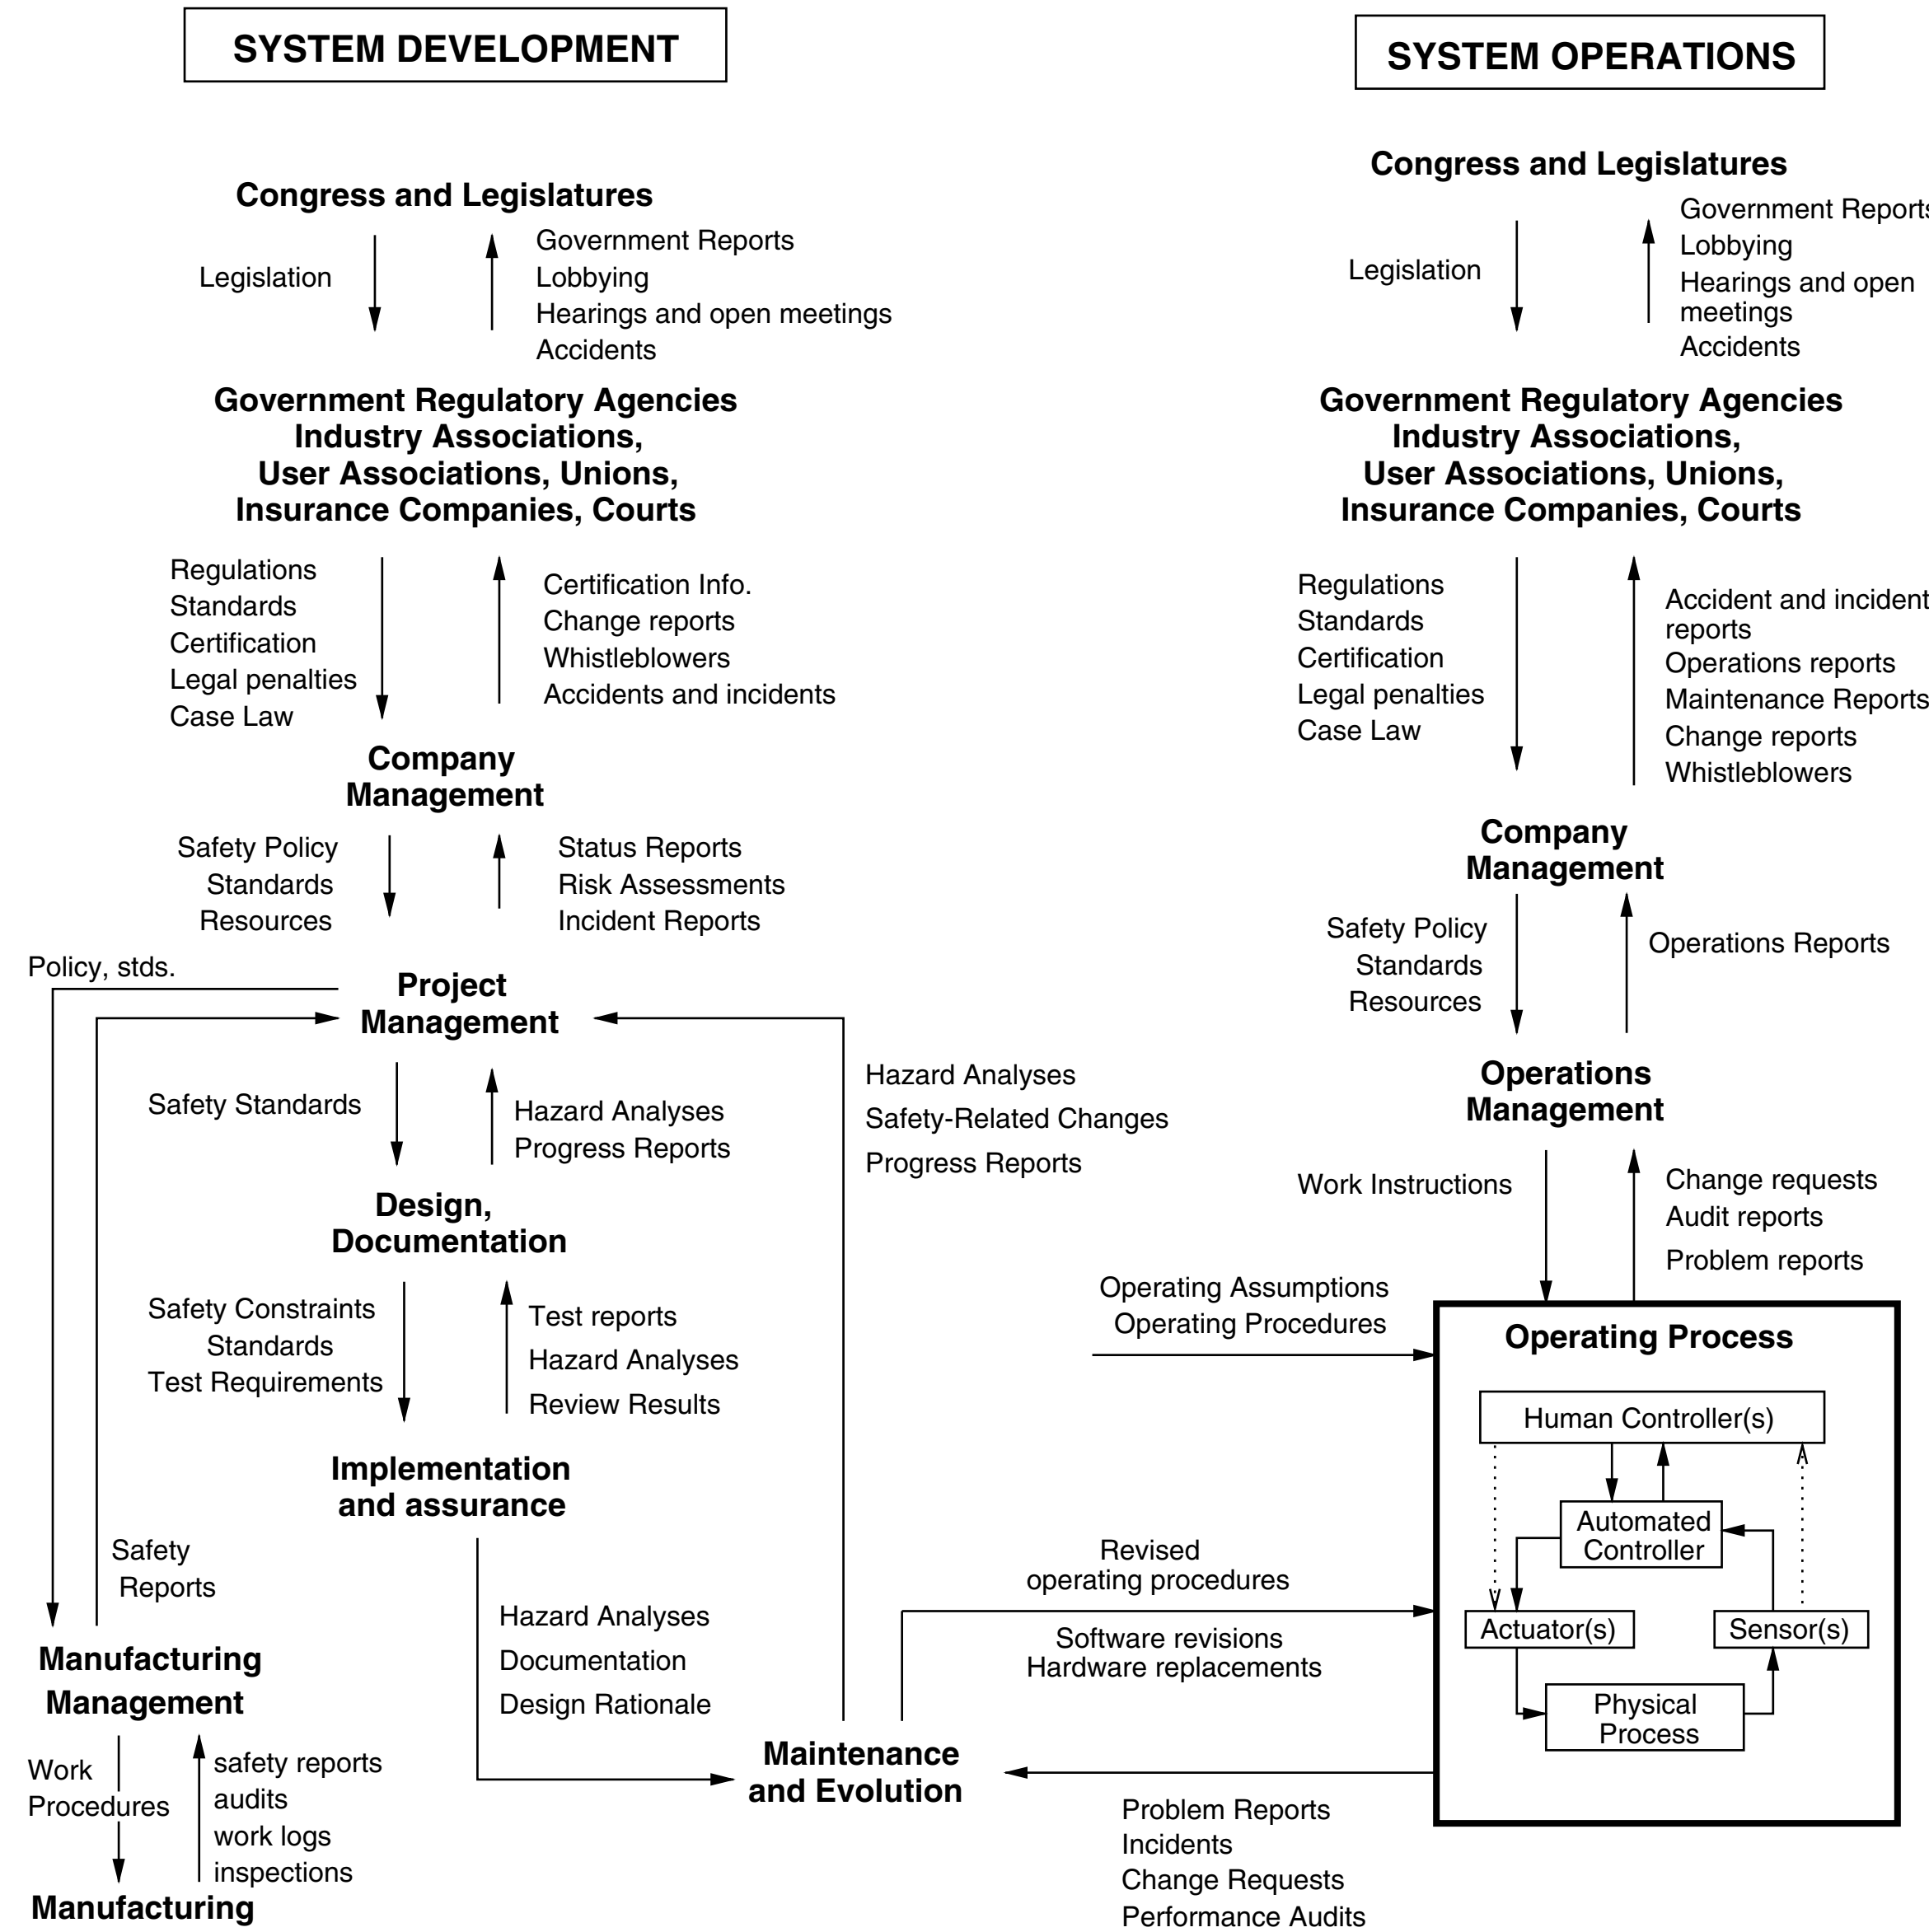 SYSTEM DEVELOPMENT
Congress and Legislatures
Legislation
Government Reports
Lobbying
Hearings and open meetings
Accidents
Government Regulatory Agencies
Industry Associations,
User Associations, Unions,
Insurance Companies, Courts
Regulations
Standards
Certification
Legal penalties
Case Law
Certification Info.
Change reports
Whistleblowers
Accidents and incidents
Company
Management
Safety Policy
Standards
Resources
Status Reports
Risk Assessments
Incident Reports
Policy, stds.
Project
Management
Safety Standards
Hazard Analyses
Progress Reports
Hazard Analyses
Safety-Related Changes
Progress Reports
Design,
Documentation
Safety Constraints
Standards
Test Requirements
Test reports
Hazard Analyses
Review Results
Implementation
and assurance
Safety
Reports
Hazard Analyses
Documentation
Design Rationale
Manufacturing
Management
Work
Procedures
safety reports
audits
work logs
inspections
Manufacturing
Maintenance
and Evolution
SYSTEM OPERATIONS
Congress and Legislatures
Legislation
Government Reports
Lobbying
Hearings and open
meetings
Accidents
Government Regulatory Agencies
Industry Associations,
User Associations, Unions,
Insurance Companies, Courts
Regulations
Standards
Certification
Legal penalties
Case Law
Accident and incident
reports
Operations reports
Maintenance Reports
Change reports
Whistleblowers
Company
Management
Safety Policy
Standards
Resources
Operations Reports
Operations
Management
Work Instructions
Change requests
Audit reports
Problem reports
Operating Assumptions
Operating Procedures
Operating Process
Human Controller(s)
Automated
Controller
Actuator(s)
Sensor(s)
Physical
Process
Revised
operating procedures
Software revisions
Hardware replacements
Problem Reports
Incidents
Change Requests
Performance Audits